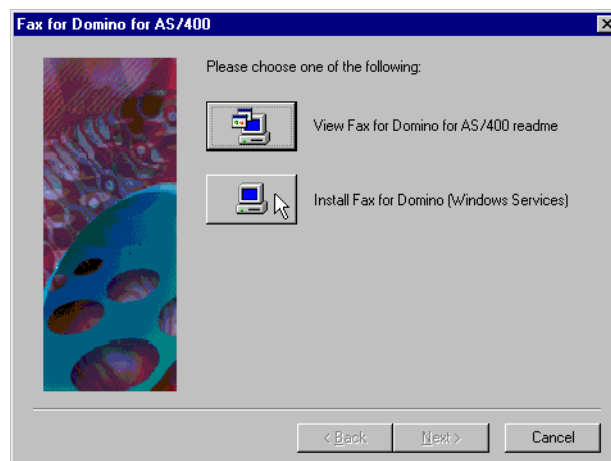 Fax for Domino for AS/400
Please choose one of the following:
View Fax for Domino for AS/400 readme
Install Fax for Domino (Windows Services)
< Back
Next >
Cancel